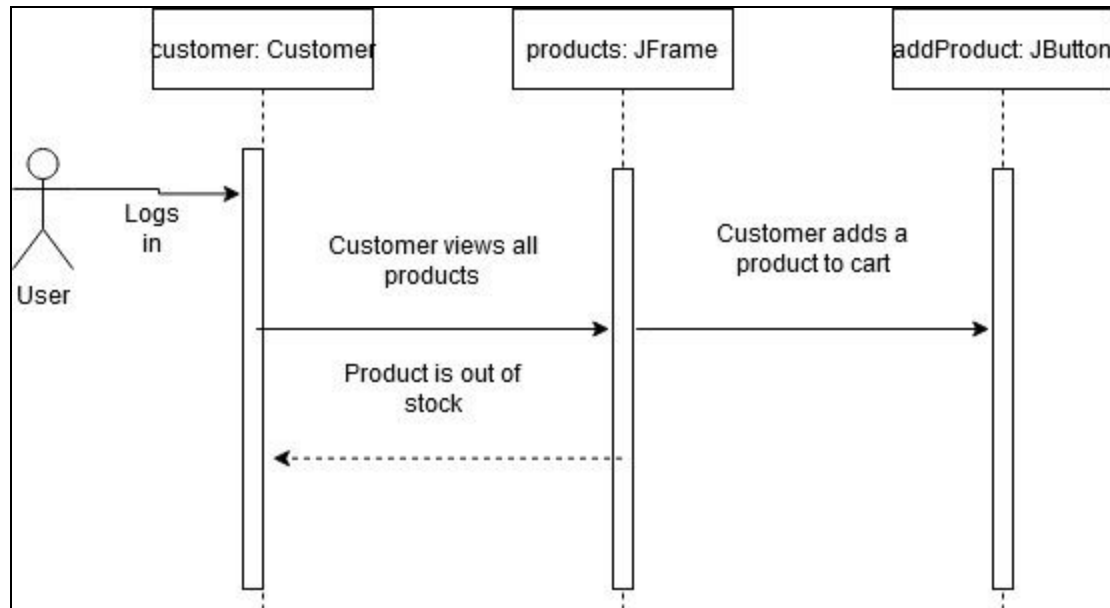 customer: Customer
products: JFrame
addProduct: JButton
Logs
in
User
Customer views all
products
Customer adds a
product to cart
Product is out of
stock